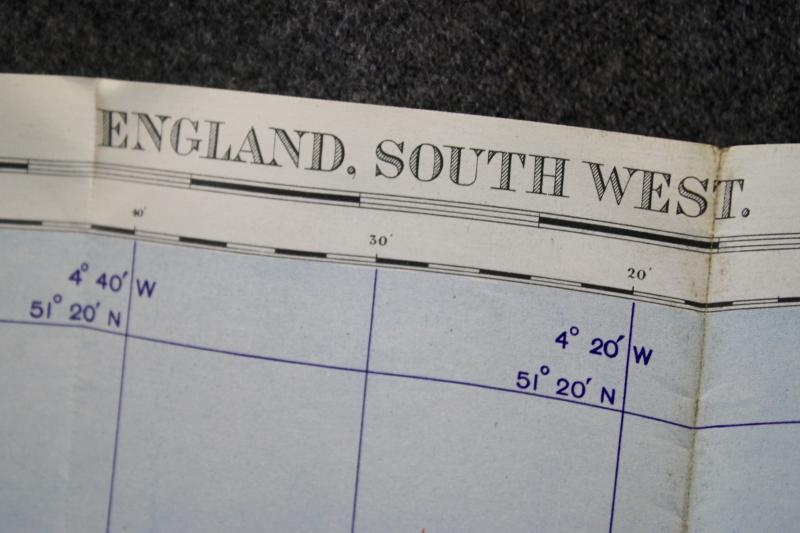 ENGLAND. SOUTH WEST.
40' 30' 20'
4° 40' W
51° 20' N
4° 20' W
51° 20' N